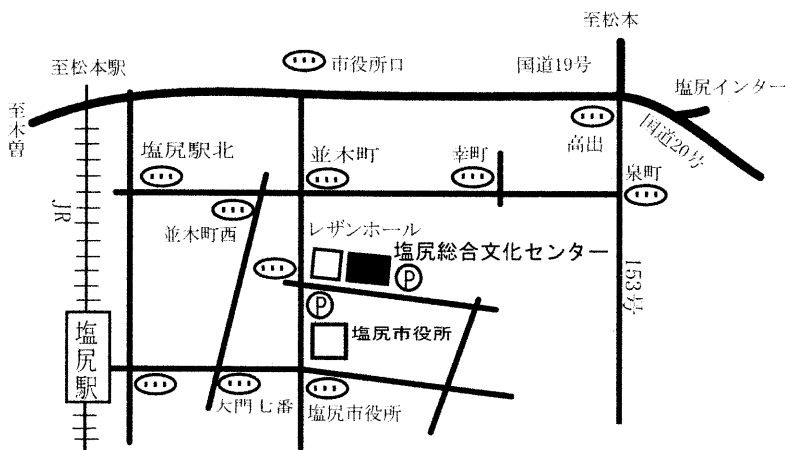 至松本
至松本駅
市役所口
国道19号
塩尻インター
至木曽
高出
国道20号
塩尻駅北
並木町
幸町
泉町
JR
並木町西
レザンホール
塩尻総合文化センター
P
153号
P
塩尻駅
塩尻市役所
大門七番
塩尻市役所